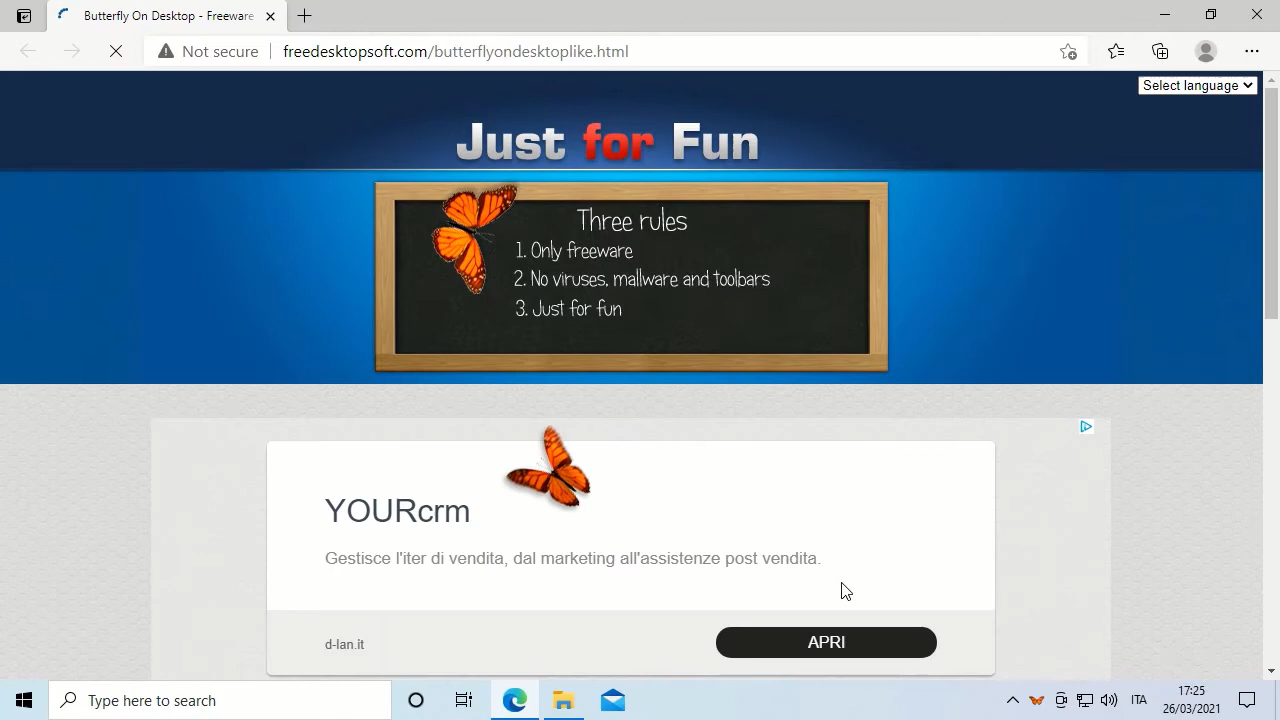 Butterfly On Desktop - Freeware
Not secure
freedesktopsoft.com/butterflyondesktoplike.html
Select language
Just for Fun
Three rules
1. Only freeware
2. No viruses, mallware and toolbars
3. Just for fun
YOURcrm
Gestisce l'iter di vendita, dal marketing all'assistenze post vendita.
d-lan.it
APRI
Type here to search
ITA
17:25
26/03/2021